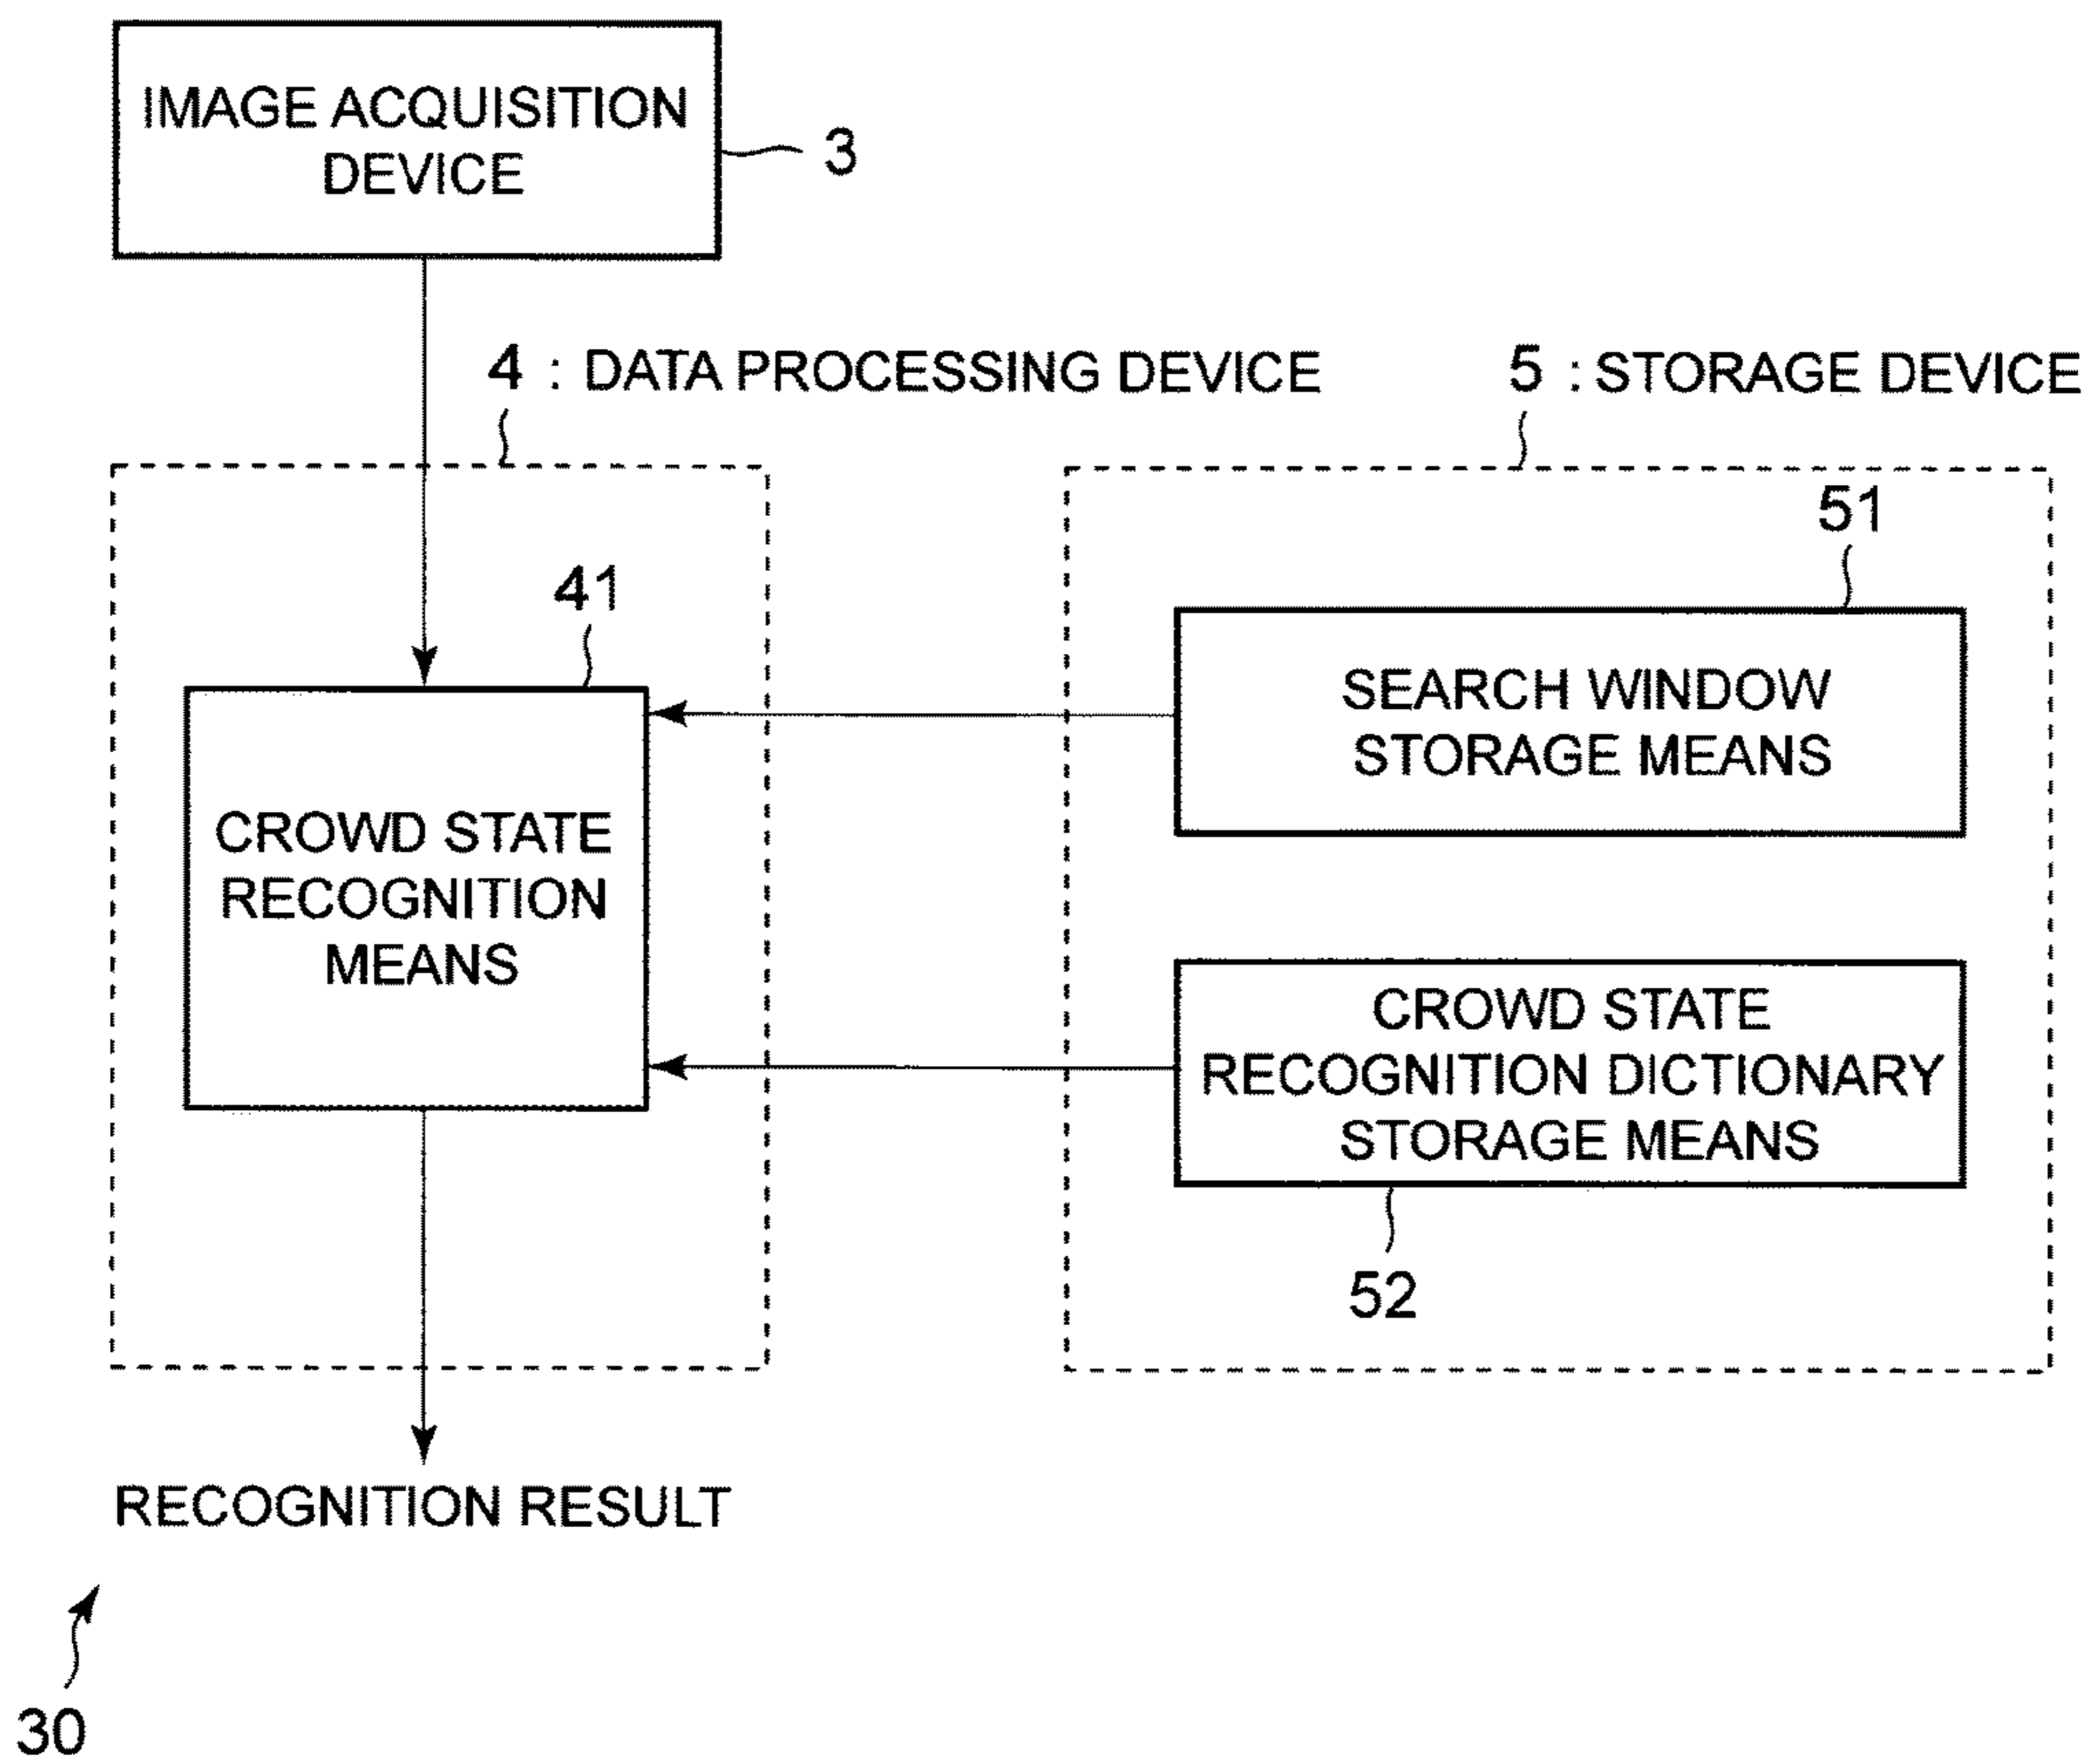 IMAGE ACQUISITION
DEVICE
3
4 : DATA PROCESSING DEVICE
5 : STORAGE DEVICE
41
CROWD STATE
RECOGNITION
MEANS
51
SEARCH WINDOW
STORAGE MEANS
CROWD STATE
RECOGNITION DICTIONARY
STORAGE MEANS
52
RECOGNITION RESULT
30